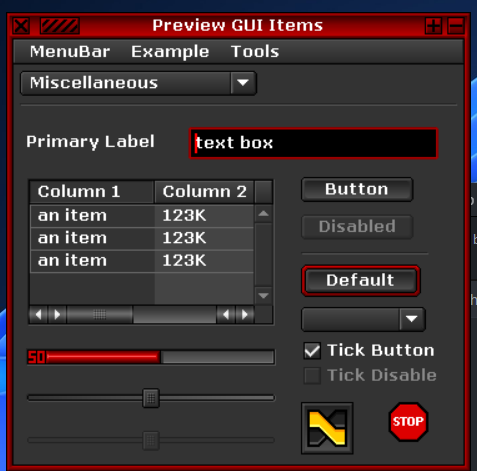 Preview GUI Items
MenuBar Example Tools
Miscellaneous
Primary Label text box
Column 1 Column 2
an item 123K
an item 123K
an item 123K
Button
Disabled
Default
50
Tick Button
Tick Disable
STOP